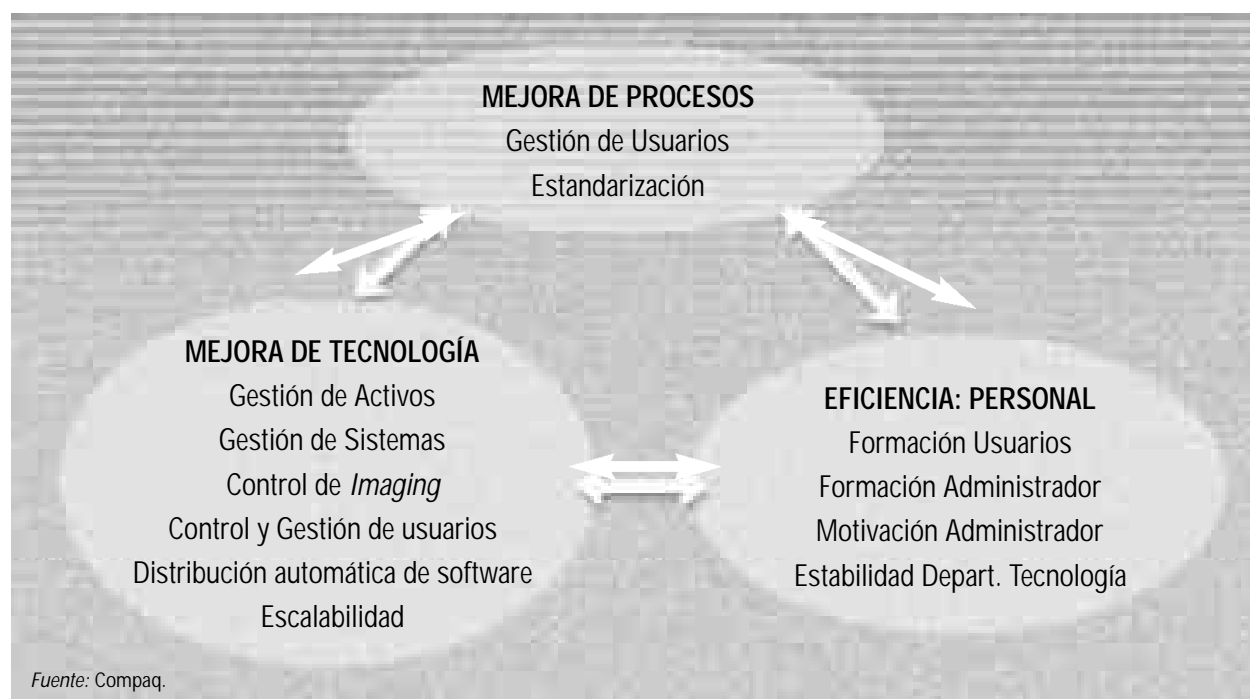 MEJORA DE PROCESOS
Gestión de Usuarios
Estandarización
MEJORA DE TECNOLOGÍA
Gestión de Activos
Gestión de Sistemas
Control de Imaging
Control y Gestión de usuarios
Distribución automática de software
Escalabilidad
EFICIENCIA: PERSONAL
Formación Usuarios
Formación Administrador
Motivación Administrador
Estabilidad Depart. Tecnología
Fuente: Compaq.